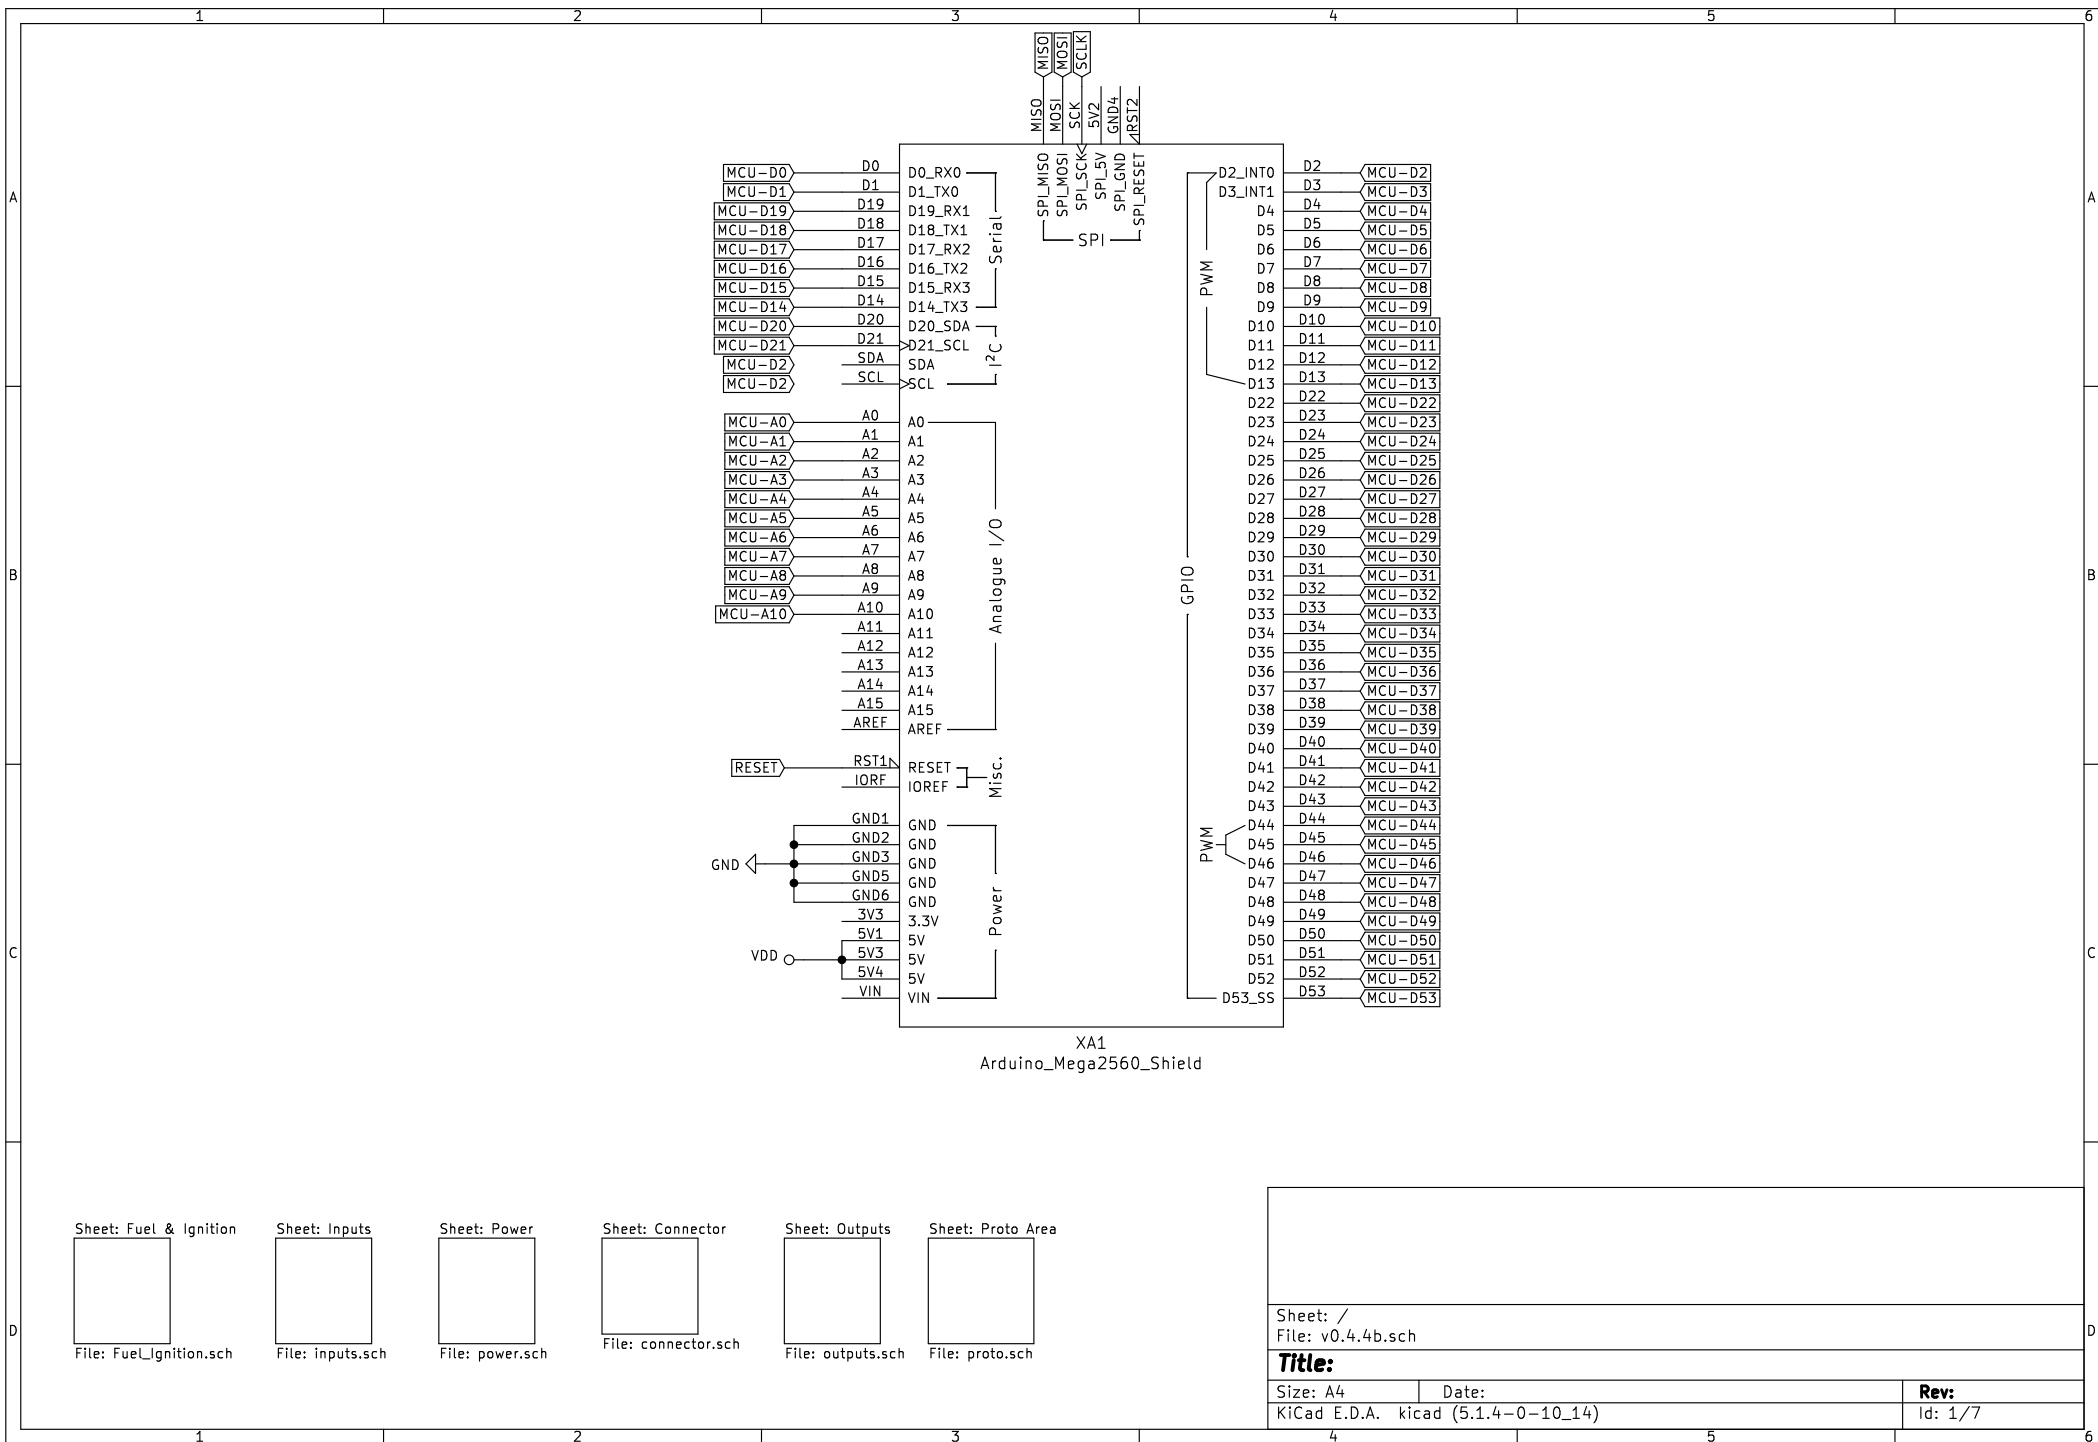 1 2 3 4 5 6
MISO
MOSI
SCLK
MISO
MOSI
SCK
5V2
GND4
RST2
SPI_MISO
SPI_MOSI
SPI_SCK
SPI_5V
SPI_GND
SPI_RESET
SPI
A A
MCU-D0 D0 D0_RX0
MCU-D1 D1 D1_TX0
MCU-D19 D19 D19_RX1
MCU-D18 D18 D18_TX1
MCU-D17 D17 D17_RX2
MCU-D16 D16 D16_TX2
MCU-D15 D15 D15_RX3
MCU-D14 D14 D14_TX3
Serial
MCU-D20 D20 D20_SDA
MCU-D21 D21 D21_SCL
MCU-D2 SDA SDA
MCU-D2 SCL SCL
I²C
MCU-A0 A0 A0
MCU-A1 A1 A1
MCU-A2 A2 A2
MCU-A3 A3 A3
MCU-A4 A4 A4
MCU-A5 A5 A5
MCU-A6 A6 A6
MCU-A7 A7 A7
MCU-A8 A8 A8
MCU-A9 A9 A9
MCU-A10 A10 A10
A11 A11
A12 A12
A13 A13
A14 A14
A15 A15
AREF AREF
Analogue I/O
B B
RESET RST1 RESET
IORF IOREF
Misc.
GND1 GND
GND2 GND
GND GND3 GND
GND5 GND
GND6 GND
3V3 3.3V
5V1 5V
VDD 5V3 5V
5V4 5V
VIN VIN
Power
C C
D2_INT0 D2 MCU-D2
D3_INT1 D3 MCU-D3
D4 D4 MCU-D4
D5 D5 MCU-D5
D6 D6 MCU-D6
D7 D7 MCU-D7
D8 D8 MCU-D8
D9 D9 MCU-D9
D10 D10 MCU-D10
D11 D11 MCU-D11
D12 D12 MCU-D12
D13 D13 MCU-D13
PWM
D22 D22 MCU-D22
D23 D23 MCU-D23
D24 D24 MCU-D24
D25 D25 MCU-D25
D26 D26 MCU-D26
D27 D27 MCU-D27
D28 D28 MCU-D28
D29 D29 MCU-D29
D30 D30 MCU-D30
D31 D31 MCU-D31
D32 D32 MCU-D32
D33 D33 MCU-D33
D34 D34 MCU-D34
D35 D35 MCU-D35
D36 D36 MCU-D36
D37 D37 MCU-D37
D38 D38 MCU-D38
D39 D39 MCU-D39
D40 D40 MCU-D40
D41 D41 MCU-D41
D42 D42 MCU-D42
D43 D43 MCU-D43
D44 D44 MCU-D44
D45 D45 MCU-D45
D46 D46 MCU-D46
PWM
D47 D47 MCU-D47
D48 D48 MCU-D48
D49 D49 MCU-D49
D50 D50 MCU-D50
D51 D51 MCU-D51
D52 D52 MCU-D52
D53_SS D53 MCU-D53
GPIO
XA1
Arduino_Mega2560_Shield
Sheet: Fuel & Ignition
File: Fuel_Ignition.sch
Sheet: Inputs
File: inputs.sch
Sheet: Power
File: power.sch
Sheet: Connector
File: connector.sch
Sheet: Outputs
File: outputs.sch
Sheet: Proto Area
File: proto.sch
D D
Sheet: /
File: v0.4.4b.sch
Title:
Size: A4 Date: Rev:
KiCad E.D.A. kicad (5.1.4-0-10_14) Id: 1/7
1 2 3 4 5 6